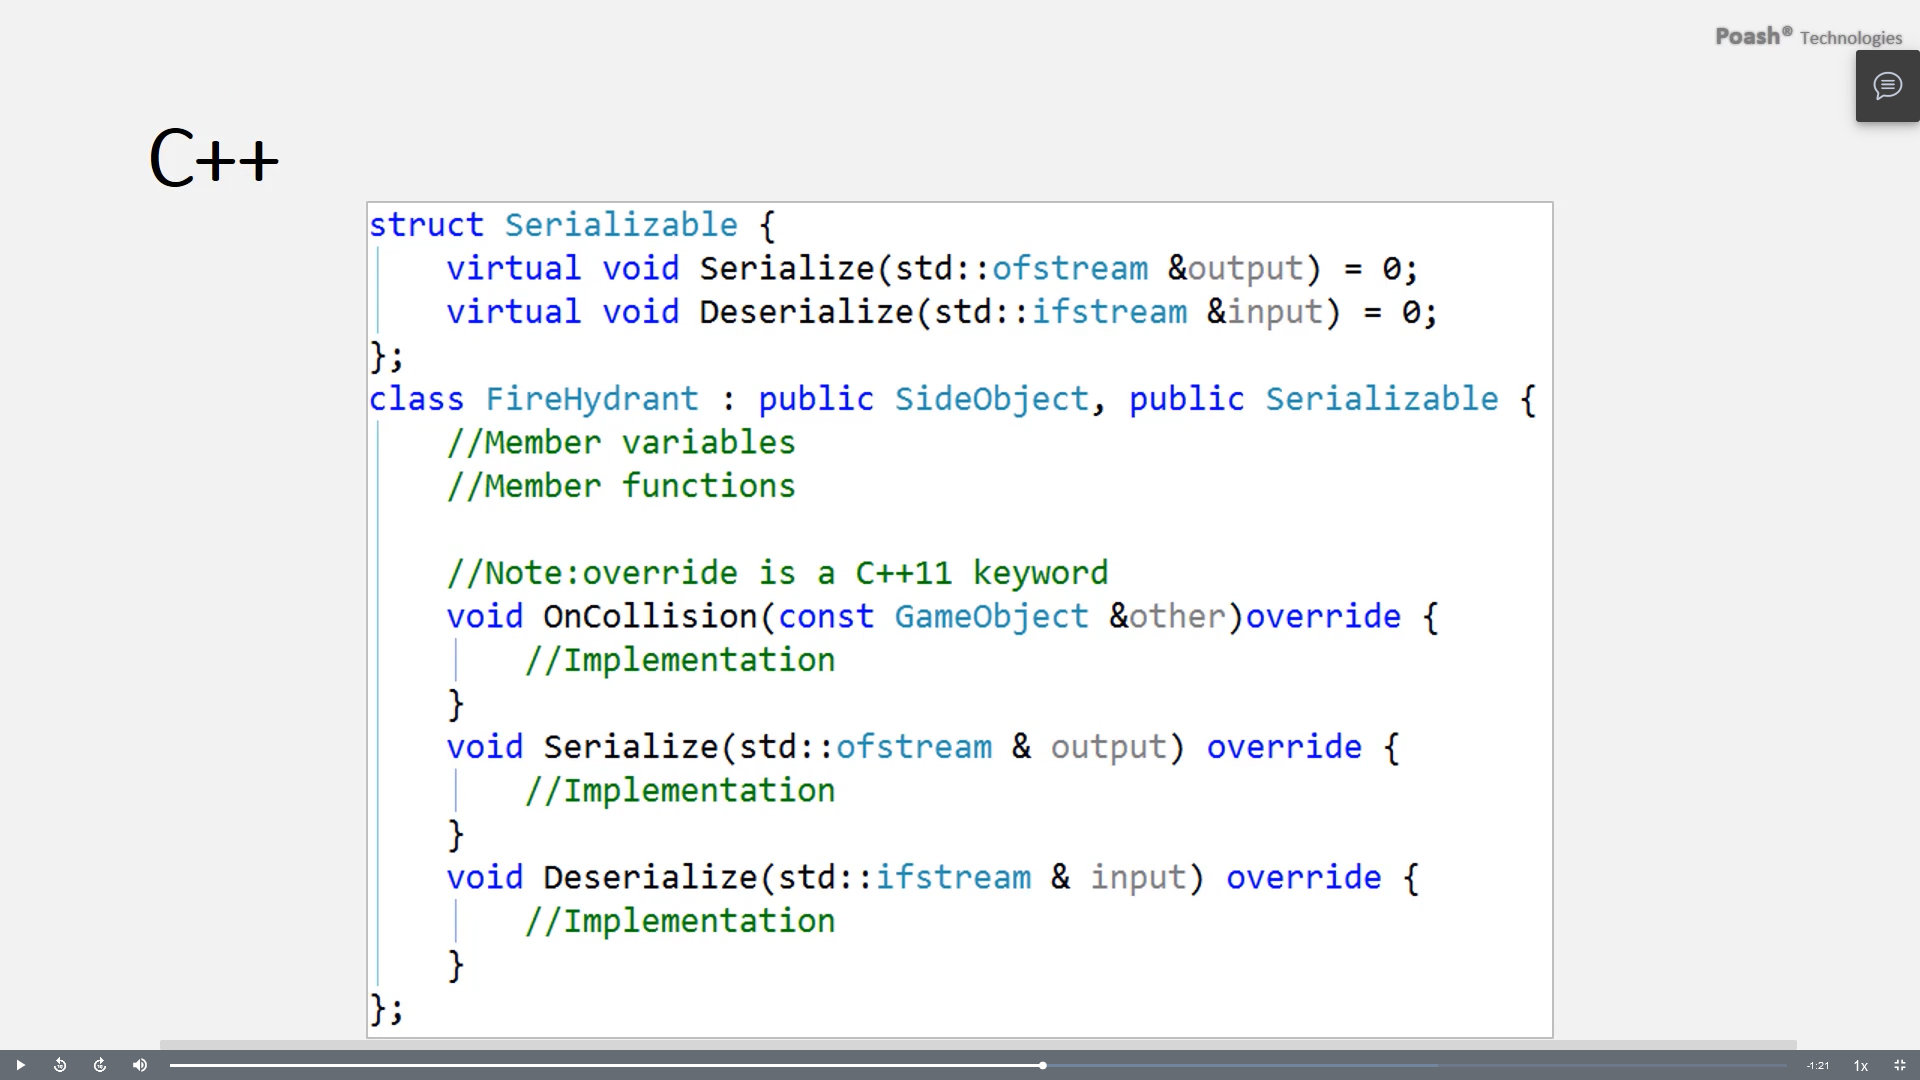 Poash® Technologies
C++
struct Serializable {
    virtual void Serialize(std::ofstream &output) = 0;
    virtual void Deserialize(std::ifstream &input) = 0;
};
class FireHydrant : public SideObject, public Serializable {
    //Member variables
    //Member functions

    //Note:override is a C++11 keyword
    void OnCollision(const GameObject &other)override {
        //Implementation
    }
    void Serialize(std::ofstream & output) override {
        //Implementation
    }
    void Deserialize(std::ifstream & input) override {
        //Implementation
    }
};
-1:21 1x